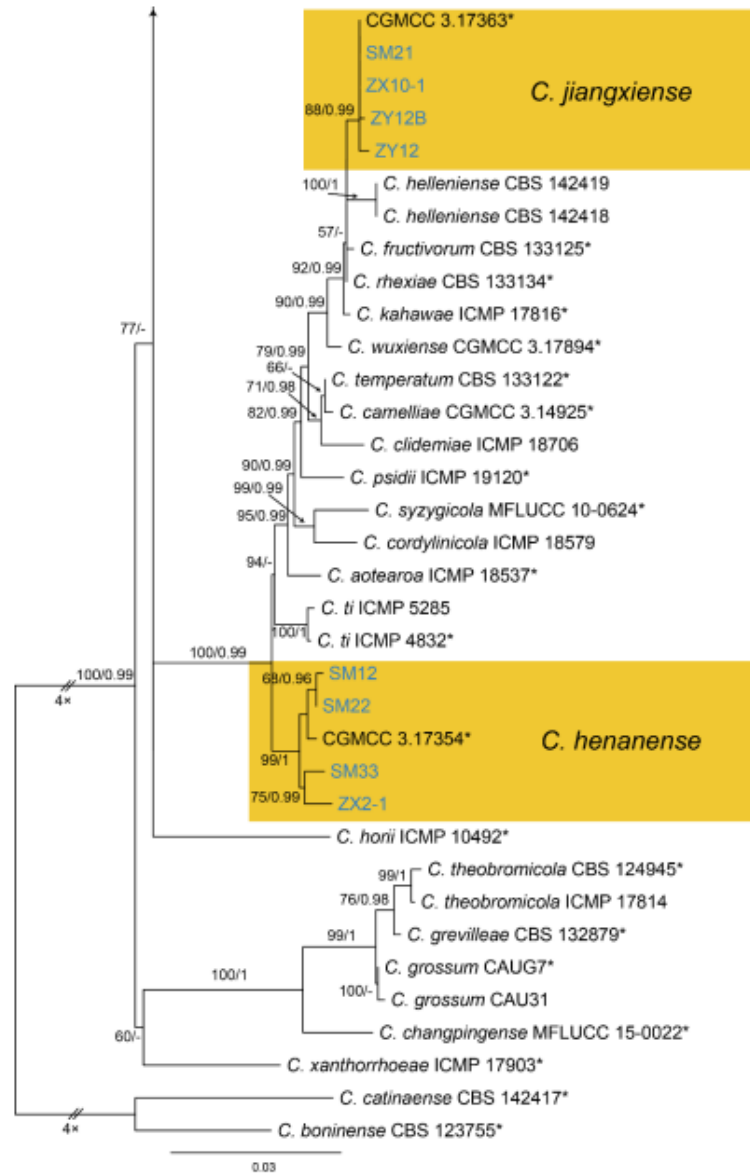 CGMCC 3.17363*
SM21
ZX10-1
C. jiangxiense
88/0.99
ZY12B
ZY12
100/1
C. helleniense CBS 142419
C. helleniense CBS 142418
57/-
C. fructivorum CBS 133125*
92/0.99
C. rhexiae CBS 133134*
90/0.99
C. kahawae ICMP 17816*
77/-
C. wuxiense CGMCC 3.17894*
79/0.99
66/-
C. temperatum CBS 133122*
71/0.98
82/0.99
C. camelliae CGMCC 3.14925*
C. clidemiae ICMP 18706
90/0.99
C. psidii ICMP 19120*
99/0.99
C. syzygicola MFLUCC 10-0624*
95/0.99
C. cordylinicola ICMP 18579
94/-
C. aotearoa ICMP 18537*
C. ti ICMP 5285
100/1
C. ti ICMP 4832*
100/0.99
100/0.99
68/0.96
SM12
4×
SM22
CGMCC 3.17354*
C. henanense
99/1
SM33
75/0.99
ZX2-1
C. horii ICMP 10492*
99/1
C. theobromicola CBS 124945*
76/0.98
C. theobromicola ICMP 17814
99/1
C. grevilleae CBS 132879*
C. grossum CAUG7*
100/1
100/-
C. grossum CAU31
C. changpingense MFLUCC 15-0022*
60/-
C. xanthorrhoeae ICMP 17903*
C. catinaense CBS 142417*
4×
C. boninense CBS 123755*
0.03